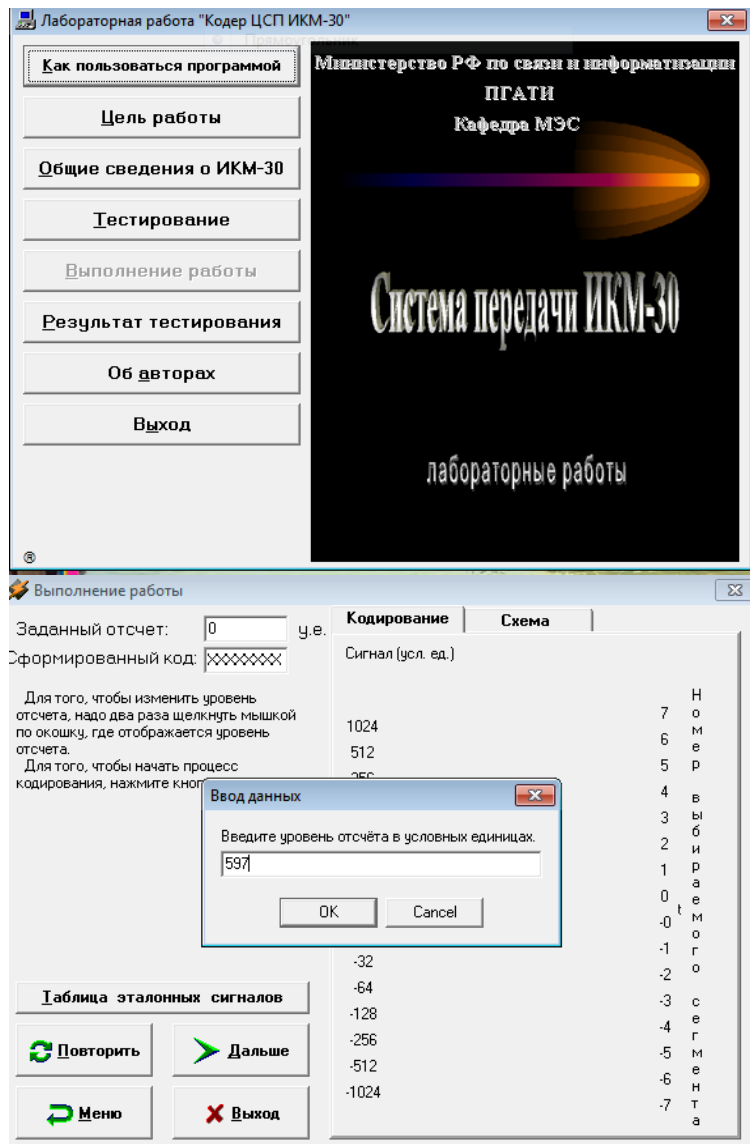 Лабораторная работа "Кодер ЦСП ИКМ-30"
Как пользоваться программой
Цель работы
Общие сведения о ИКМ-30
Тестирование
Выполнение работы
Результат тестирования
Об авторах
Выход
®
Министерство РФ по связи и информатизации
ПГАТИ
Кафедра МЭС
Система передачи ИКМ-30
лабораторные работы
Выполнение работы
Заданный отсчет: 0 у.е.
Сформированный код: XXXXXXXX
Для того, чтобы изменить уровень
отсчета, надо два раза щелкнуть мышкой
по окошку, где отображается уровень
отсчета.
Для того, чтобы начать процесс
кодирования, нажмите
Кодирование
Схема
Сигнал (усл. ед.)
1024
512
256
-32
-64
-128
-256
-512
-1024
7
6
5
4
3
2
1
0
-0
-1
-2
-3
-4
-5
-6
-7
t
Номер выбираемого сегмента
Ввод данных
Введите уровень отсчёта в условных единицах.
597
OK
Cancel
Таблица эталонных сигналов
Повторить
Дальше
Меню
Выход